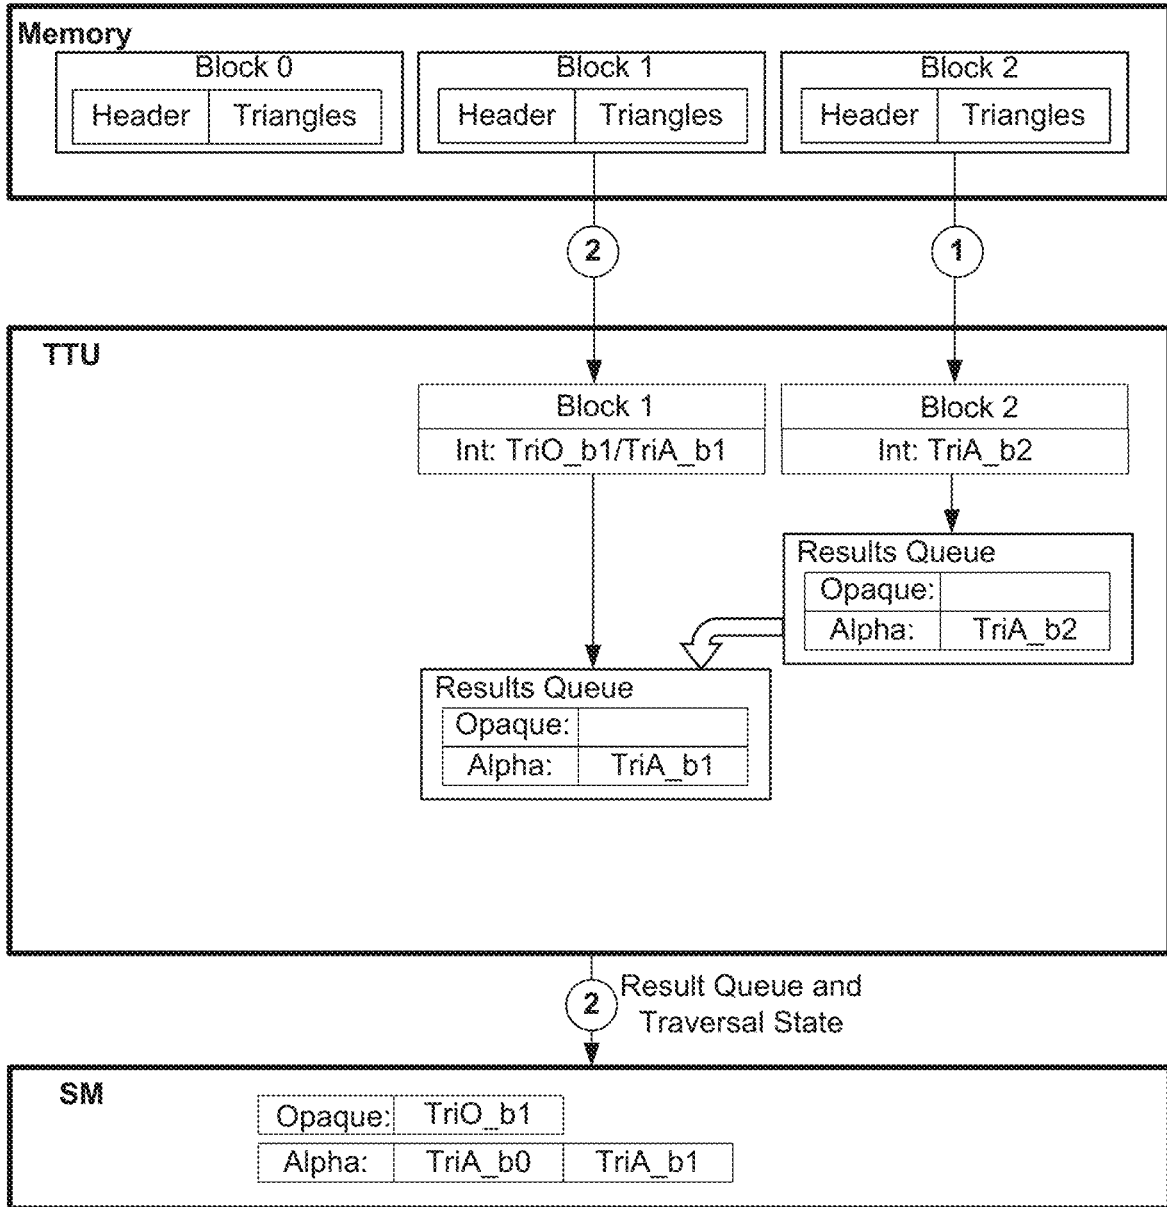 Memory
Block 0
Header Triangles
Block 1
Header Triangles
Block 2
Header Triangles
2
1
TTU
Block 1
Int: TriO_b1/TriA_b1
Block 2
Int: TriA_b2
Results Queue
Opaque:
Alpha: TriA_b2
Results Queue
Opaque:
Alpha: TriA_b1
2
Result Queue and
Traversal State
SM
Opaque: TriO_b1
Alpha: TriA_b0 TriA_b1